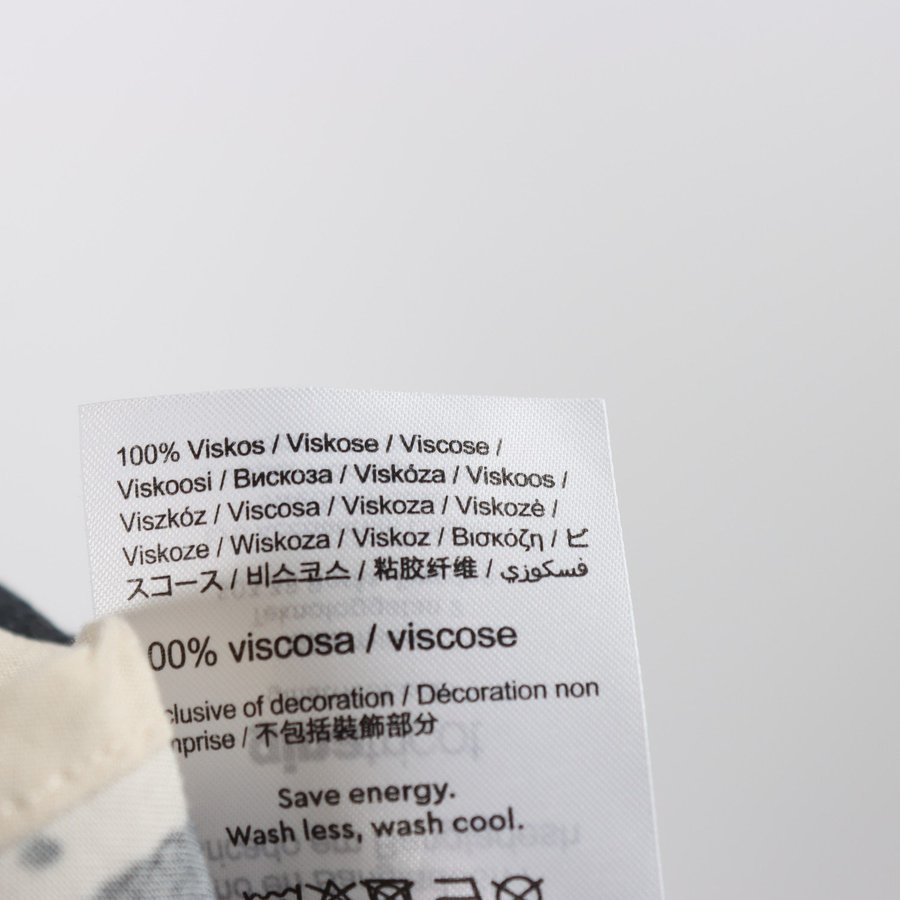 100% Viskos / Viskose / Viscose /
Viskoosi / Вискоза / Viskóza / Viskoos /
Viszkóz / Viscosa / Viskoza / Viskozė /
Viskoze / Wiskoza / Viskoz / Βισκόζη / ビ
スコース / 비스코스 / 粘胶纤维 / فسكوزي
00% viscosa / viscose
clusive of decoration / Décoration non
mprise / 不包括裝飾部分
Save energy.
Wash less, wash cool.